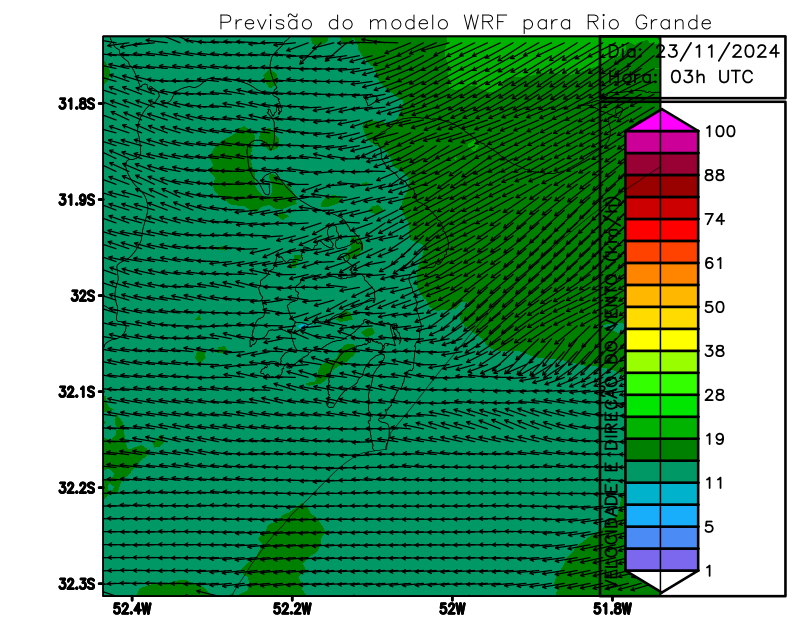 Previsão do modelo WRF para Rio Grande
Dia: 23/11/2024
Hora: 03h UTC
31.8S
31.9S
32S
32.1S
32.2S
32.3S
52.4W
52.2W
52W
51.8W
VELOCIDADE E DIREÇÃO DO VENTO (km/h)
100
88
74
61
50
38
28
19
11
5
1